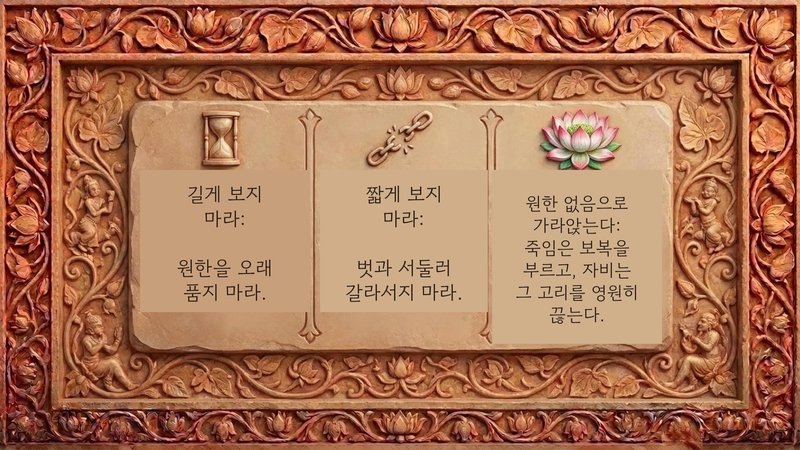 길게 보지
마라:
원한을 오래
품지 마라.
짧게 보지
마라:
벗과 서둘러
갈라서지 마라.
원한 없음으로
가라앉는다:
죽임은 보복을
부르고, 자비는
그 고리를 영원히
끊는다.